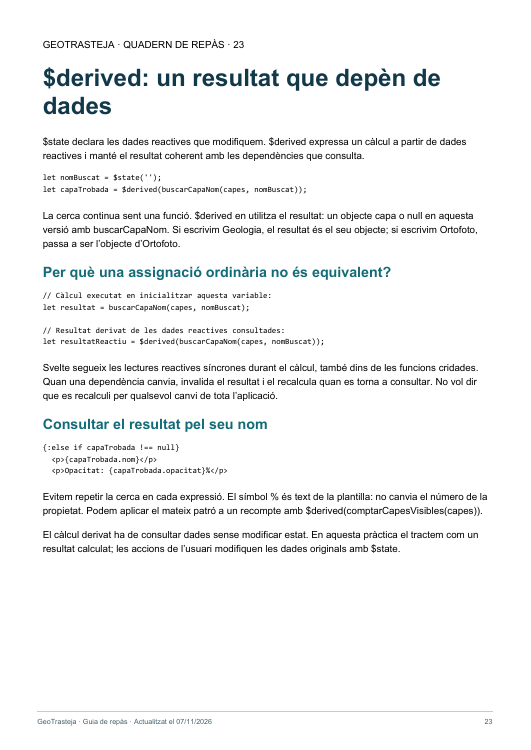 GEOTRASTEJA · QUADERN DE REPÀS · 23
$derived: un resultat que depèn de
dades
$state declara les dades reactives que modifiquem. $derived expressa un càlcul a partir de dades
reactives i manté el resultat coherent amb les dependències que consulta.
let nomBuscat = $state('');
let capaTrobada = $derived(buscarCapaNom(capes, nomBuscat));
La cerca continua sent una funció. $derived en utilitza el resultat: un objecte capa o null en aquesta
versió amb buscarCapaNom. Si escrivim Geologia, el resultat és el seu objecte; si escrivim Ortofoto,
passa a ser l'objecte d'Ortofoto.
Per què una assignació ordinària no és equivalent?
// Càlcul executat en inicialitzar aquesta variable:
let resultat = buscarCapaNom(capes, nomBuscat);
// Resultat derivat de les dades reactives consultades:
let resultatReactiu = $derived(buscarCapaNom(capes, nomBuscat));
Svelte segueix les lectures reactives síncrones durant el càlcul, també dins de les funcions cridades.
Quan una dependència canvia, invalida el resultat i el recalcula quan es torna a consultar. No vol dir
que es recalculi per qualsevol canvi de tota l'aplicació.
Consultar el resultat pel seu nom
{:else if capaTrobada !== null}
  <p>{capaTrobada.nom}</p>
  <p>Opacitat: {capaTrobada.opacitat}%</p>
Evitem repetir la cerca en cada expressió. El símbol % és text de la plantilla: no canvia el número de la
propietat. Podem aplicar el mateix patró a un recompte amb $derived(comptarCapesVisibles(capes)).
El càlcul derivat ha de consultar dades sense modificar estat. En aquesta pràctica el tractem com un
resultat calculat; les accions de l'usuari modifiquen les dades originals amb $state.
GeoTrasteja · Guia de repàs · Actualitzat el 07/11/2026
23